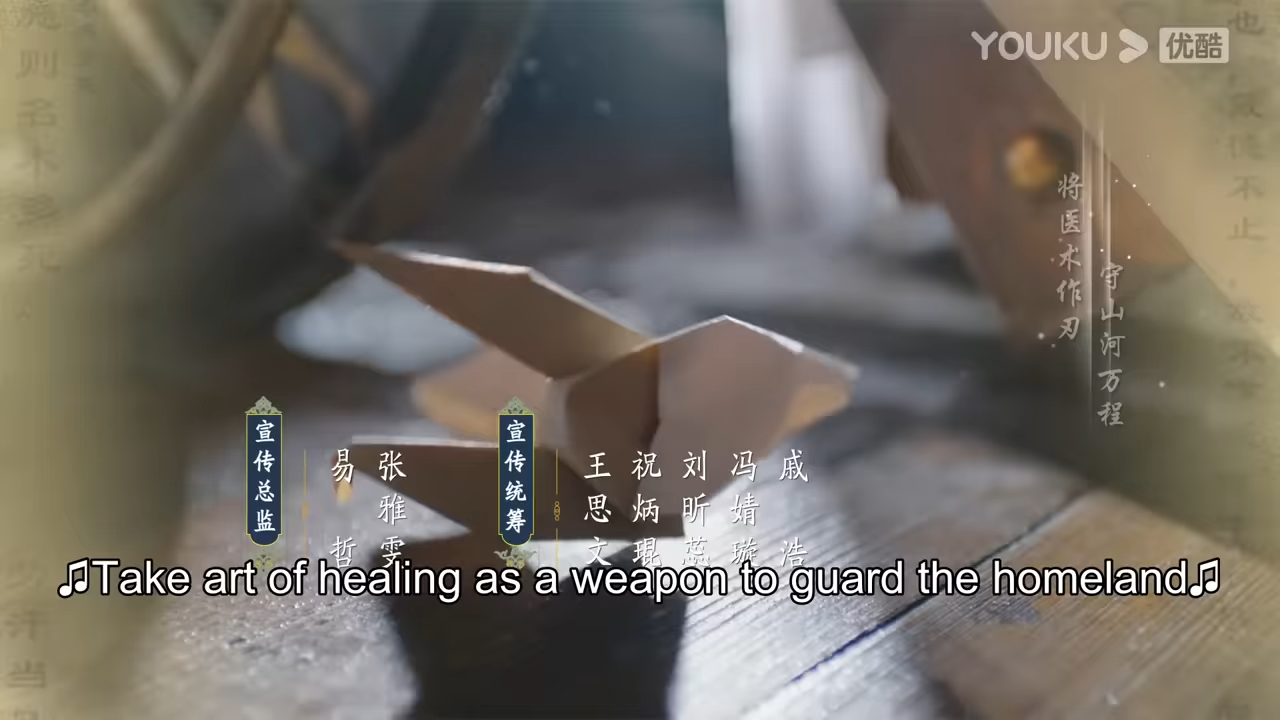 YOUKU 优酷
将医术作刃
守山河万程
宣传总监
易哲
张雅雯
宣传统筹
王思文
祝炳琨
刘昕蕊
冯婧璇
戚浩
♫Take art of healing as a weapon to guard the homeland♫